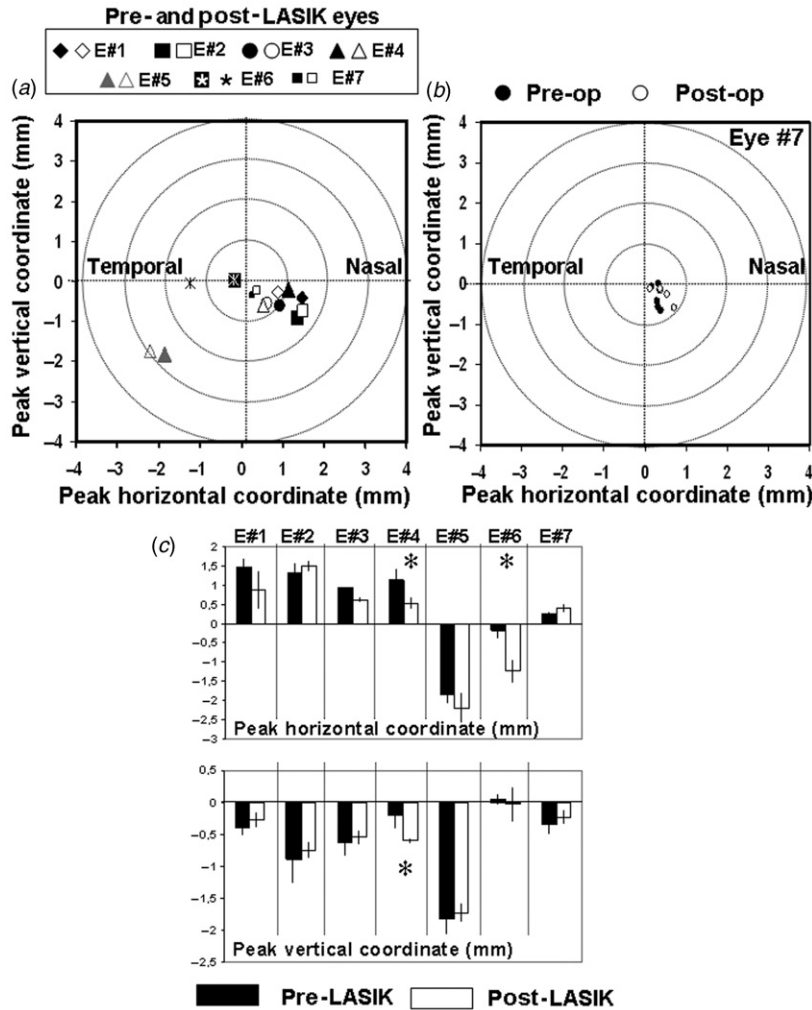 Pre- and post-LASIK eyes
E#1 E#2 E#3 E#4
E#5 * E#6 E#7
(a)
4
3
2
1
0
−1
−2
−3
−4
Peak vertical coordinate (mm)
Temporal Nasal
−4 −3 −2 −1 0 1 2 3 4
Peak horizontal coordinate (mm)
(b) Pre-op Post-op
Eye #7
4
3
2
1
0
−1
−2
−3
−4
Peak vertical coordinate (mm)
Temporal Nasal
−4 −3 −2 −1 0 1 2 3 4
Peak horizontal coordinate (mm)
(c) E#1 E#2 E#3 E#4 E#5 E#6 E#7
2
1,5
1
0,5
0
−0,5
−1
−1,5
−2
−2,5
−3
* *
Peak horizontal coordinate (mm)
0,5
0
−0,5
−1
−1,5
−2
−2,5
*
Peak vertical coordinate (mm)
Pre-LASIK Post-LASIK